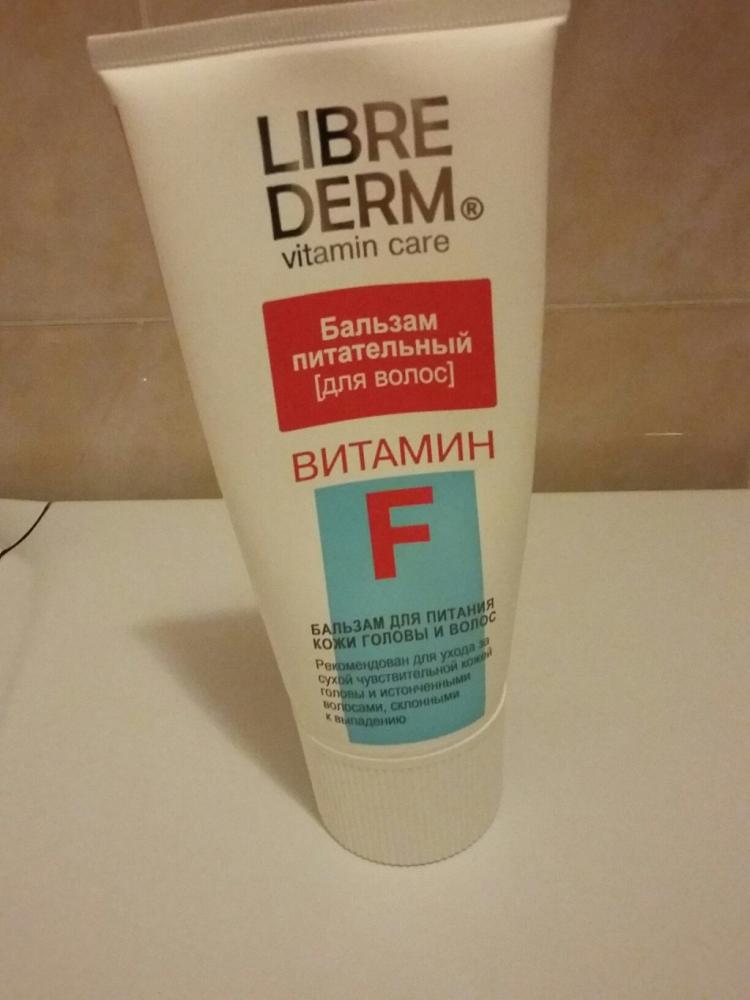 LIBRE
DERM®
vitamin care
Бальзам
питательный
[для волос]
ВИТАМИН
F
БАЛЬЗАМ ДЛЯ ПИТАНИЯ
КОЖИ ГОЛОВЫ И ВОЛОС
Рекомендован для ухода за
сухой чувствительной кожей
головы и истонченными
волосами, склонными
к выпадению